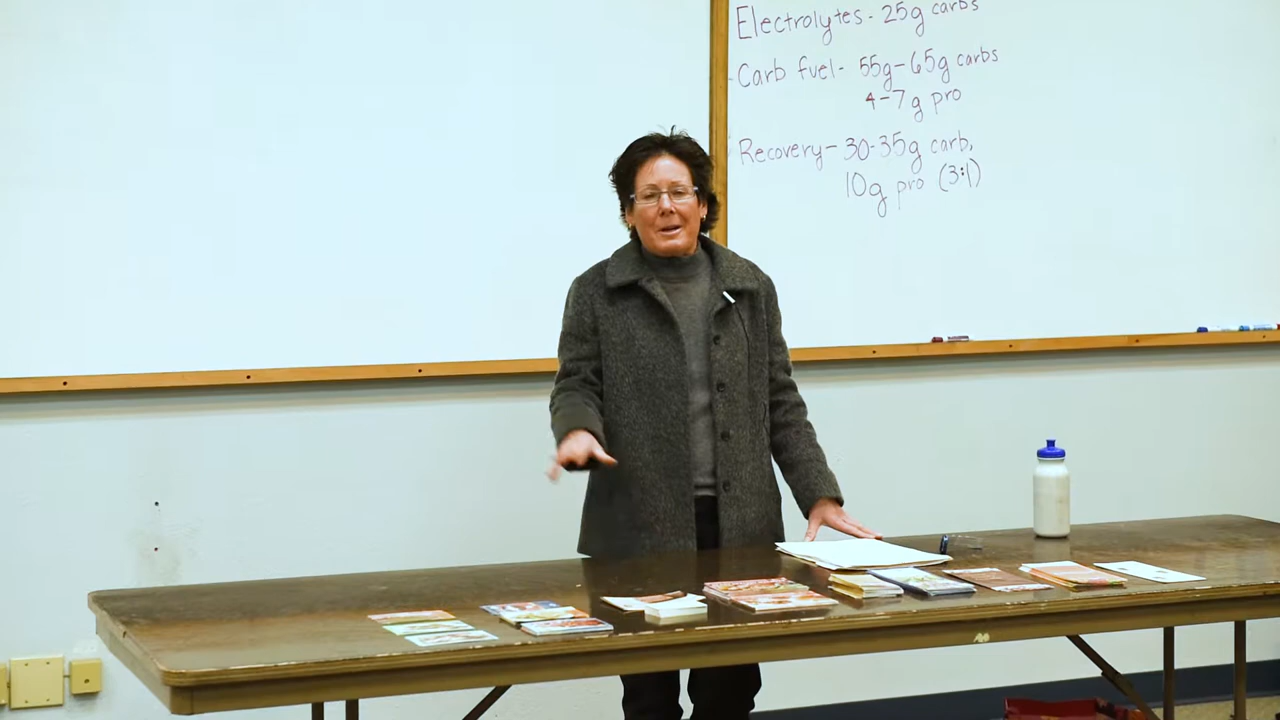 Electrolytes - 25g carbs
Carb fuel - 55g-65g carbs
4-7g pro
Recovery - 30-35g carb,
10g pro (3:1)